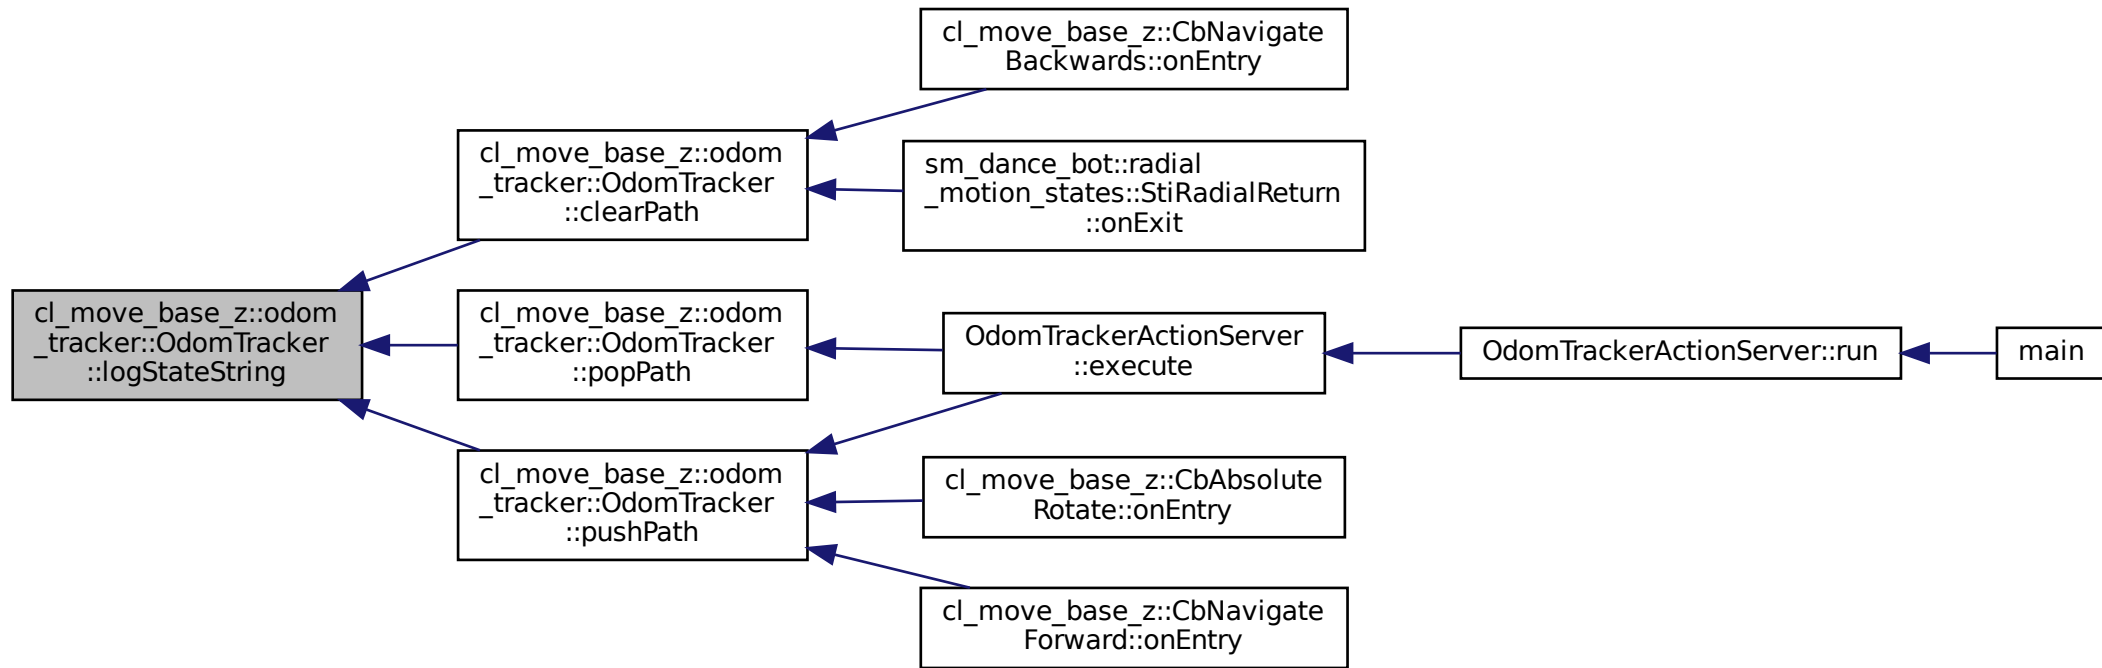 cl_move_base_z::odom
_tracker::OdomTracker
::logStateString
cl_move_base_z::odom
_tracker::OdomTracker
::clearPath
cl_move_base_z::CbNavigate
Backwards::onEntry
sm_dance_bot::radial
_motion_states::StiRadialReturn
::onExit
cl_move_base_z::odom
_tracker::OdomTracker
::popPath
OdomTrackerActionServer
::execute
OdomTrackerActionServer::run
main
cl_move_base_z::odom
_tracker::OdomTracker
::pushPath
cl_move_base_z::CbAbsolute
Rotate::onEntry
cl_move_base_z::CbNavigate
Forward::onEntry